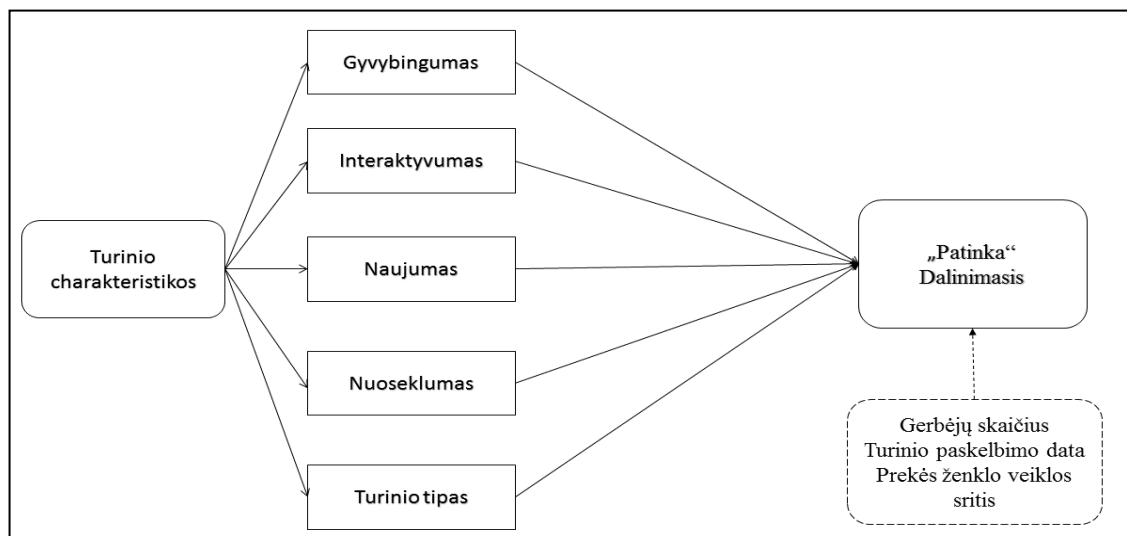 Gyvybingumas
Interaktyvumas
Turinio
charakteristikos
Naujumas
„Patinka“
Dalinimasis
Nuoseklumas
Turinio tipas
Gerbėjų skaičius
Turinio paskelbimo data
Prekės ženklo veiklos
sritis